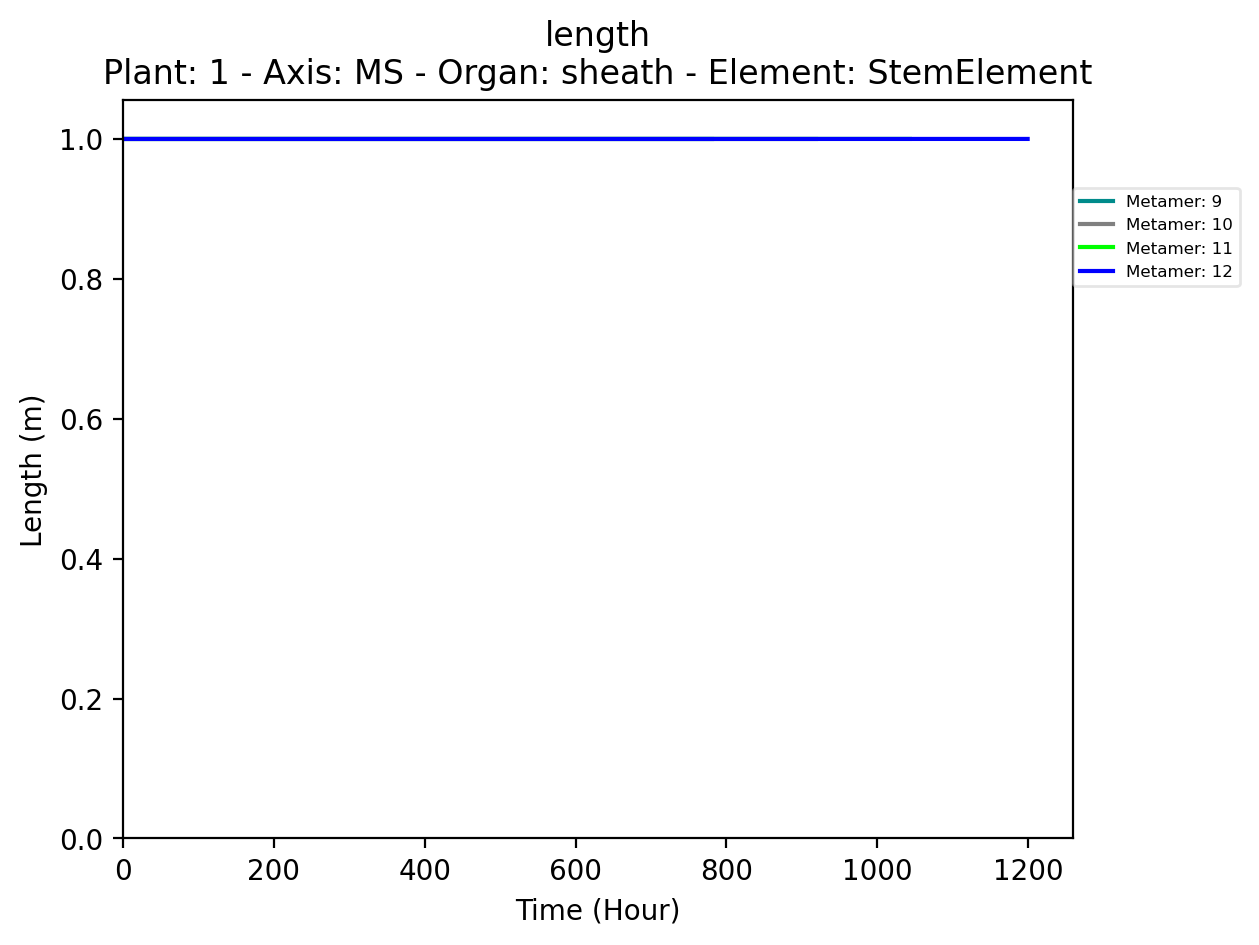 length
Plant: 1 - Axis: MS - Organ: sheath - Element: StemElement
1.0
0.8
0.6
0.4
0.2
0.0
Length (m)
0 200 400 600 800 1000 1200
Time (Hour)
Metamer: 9
Metamer: 10
Metamer: 11
Metamer: 12